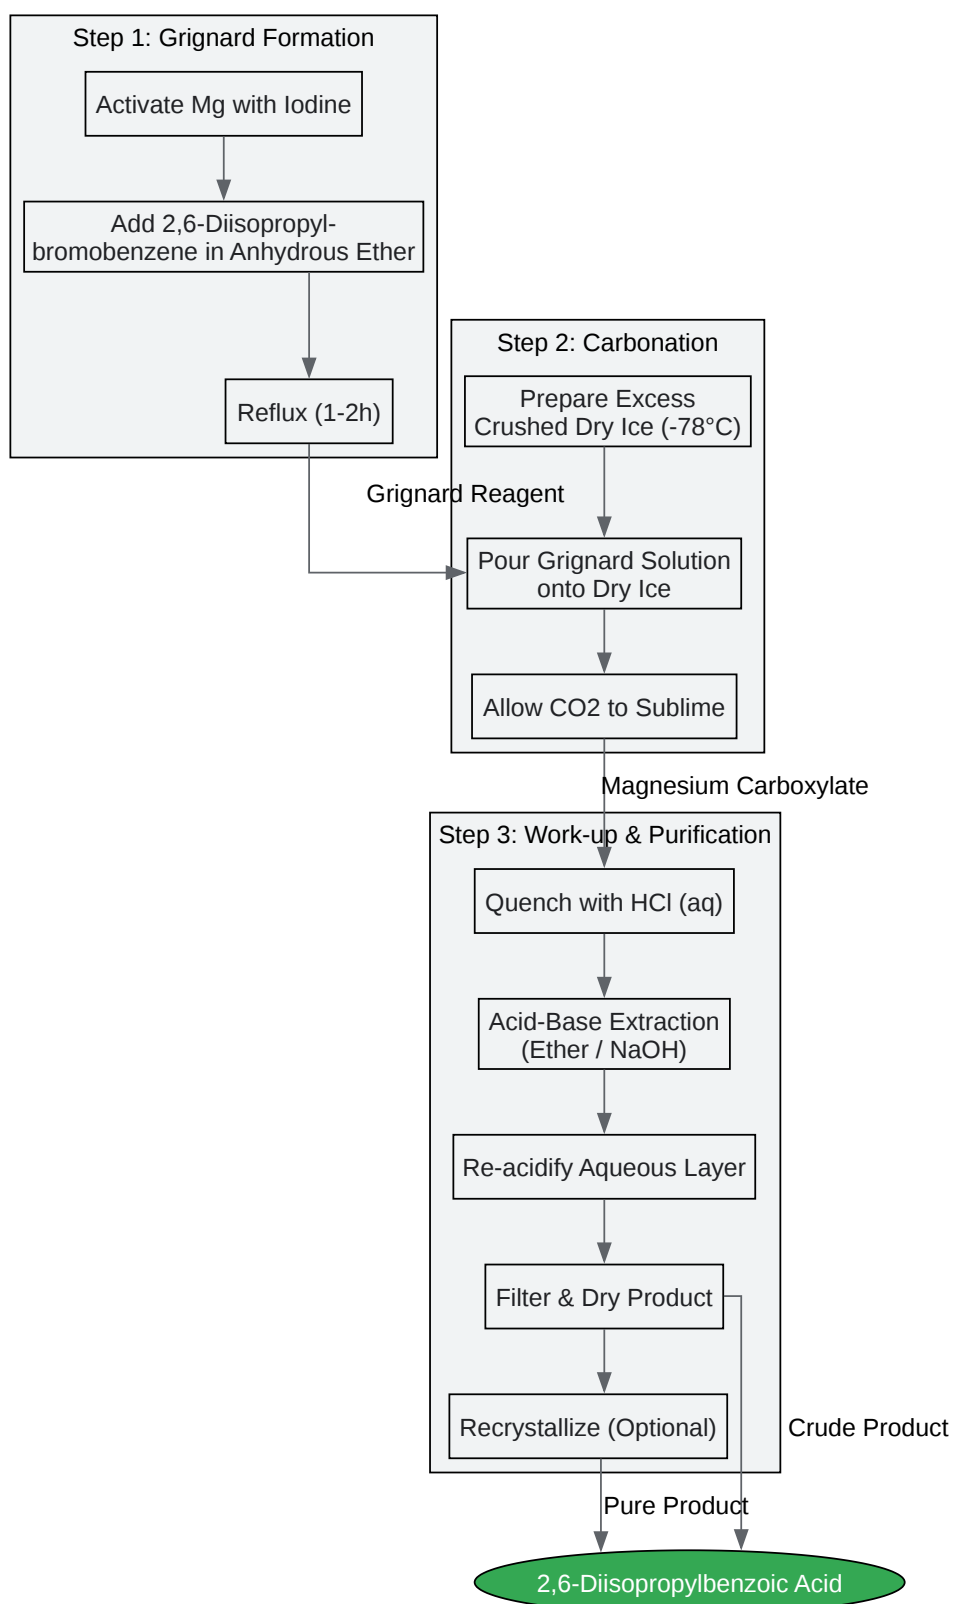 Step 1: Grignard Formation
Activate Mg with Iodine
Add 2,6-Diisopropyl-
bromobenzene in Anhydrous Ether
Reflux (1-2h)
Step 2: Carbonation
Prepare Excess
Crushed Dry Ice (-78°C)
Grignard Reagent
Pour Grignard Solution
onto Dry Ice
Allow CO2 to Sublime
Magnesium Carboxylate
Step 3: Work-up & Purification
Quench with HCl (aq)
Acid-Base Extraction
(Ether / NaOH)
Re-acidify Aqueous Layer
Filter & Dry Product
Recrystallize (Optional)
Crude Product
Pure Product
2,6-Diisopropylbenzoic Acid